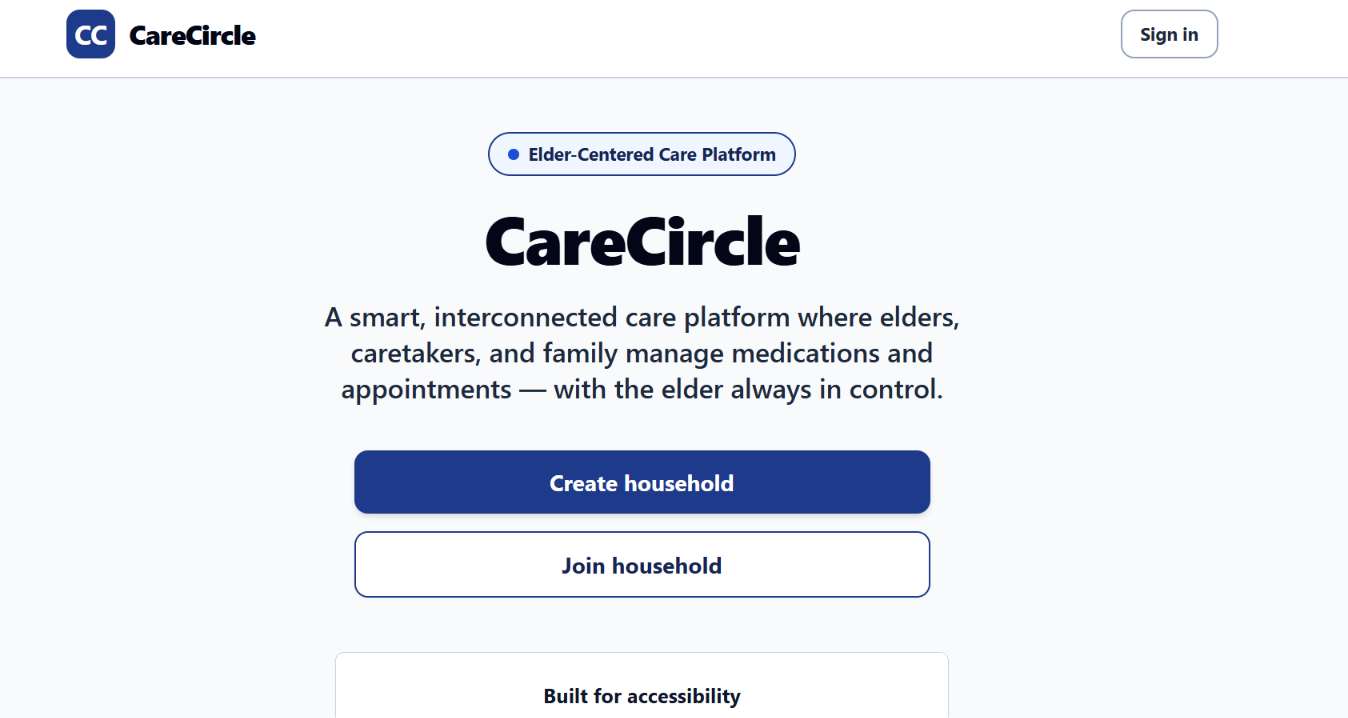 CC CareCircle
Sign in
Elder-Centered Care Platform
CareCircle
A smart, interconnected care platform where elders,
caretakers, and family manage medications and
appointments — with the elder always in control.
Create household
Join household
Built for accessibility